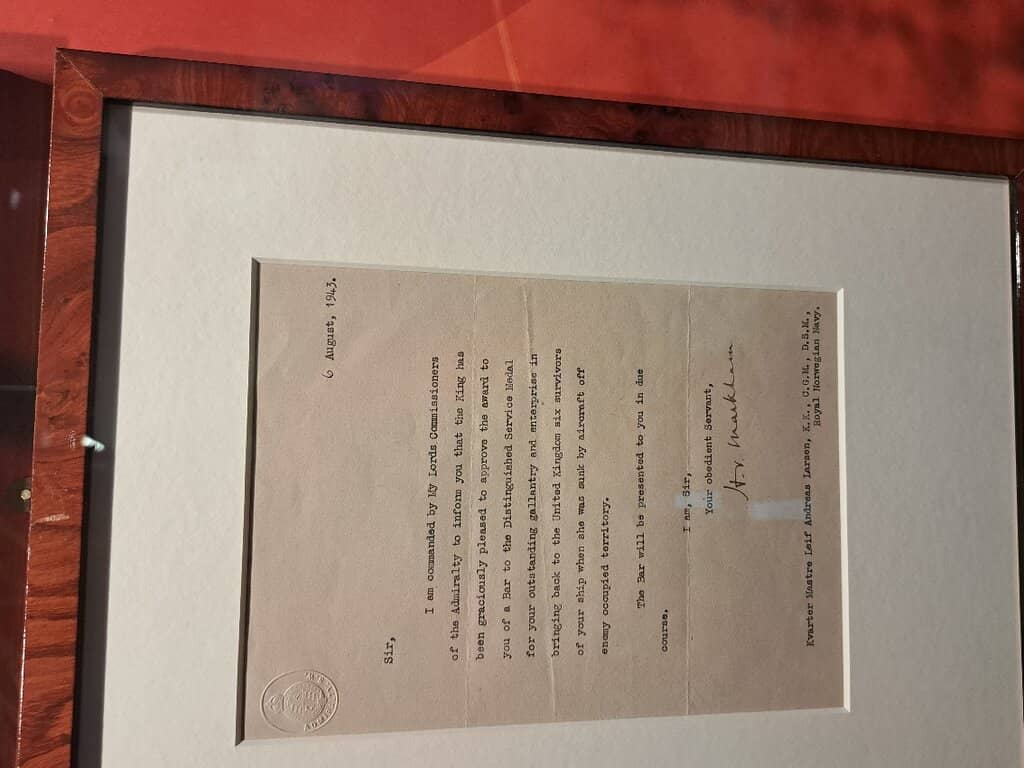 6 August, 1943.
Sir,
I am commanded by My Lords Commissioners
of the Admiralty to inform you that the King has
been graciously pleased to approve the award to
you of a Bar to the Distinguished Service Medal
for your outstanding gallantry and enterprise in
bringing back to the United Kingdom six survivors
of your ship when she was sunk by aircraft off
enemy occupied territory.
The Bar will be presented to you in due
course.
I am, Sir,
Your obedient Servant,
H.V. Markham
Kvarter Mastre Leif Andreas Larsen, K.K., C.G.M., D.S.M.,
Royal Norwegian Navy.